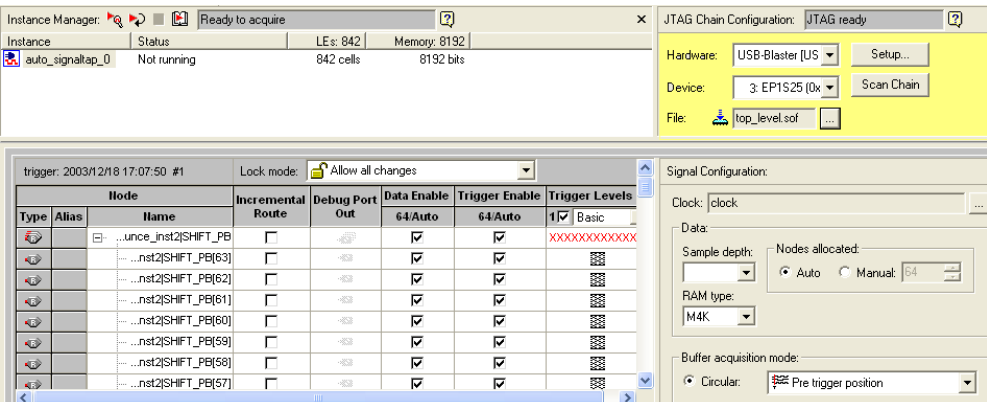 Instance Manager: Ready to acquire
Instance Status LEs: 842 Memory: 8192
auto_signaltap_0 Not running 842 cells 8192 bits
JTAG Chain Configuration: JTAG ready
Hardware: USB-Blaster [US Setup...
Device: 3: EP1S25 (0x Scan Chain
File: top_level.sof ...
trigger: 2003/12/18 17:07:50 #1 Lock mode: Allow all changes
Node Incremental Route Debug Port Out Data Enable Trigger Enable Trigger Levels
Type Alias Name 64/Auto 64/Auto 1 Basic
...unce_inst2|SHIFT_PB XXXXXXXXXXX
...nst2|SHIFT_PB[63]
...nst2|SHIFT_PB[62]
...nst2|SHIFT_PB[61]
...nst2|SHIFT_PB[60]
...nst2|SHIFT_PB[59]
...nst2|SHIFT_PB[58]
...nst2|SHIFT_PB[57]
Signal Configuration:
Clock: clock ...
Data:
Sample depth:
Nodes allocated:
Auto Manual: 64
RAM type:
M4K
Buffer acquisition mode:
Circular: Pre trigger position